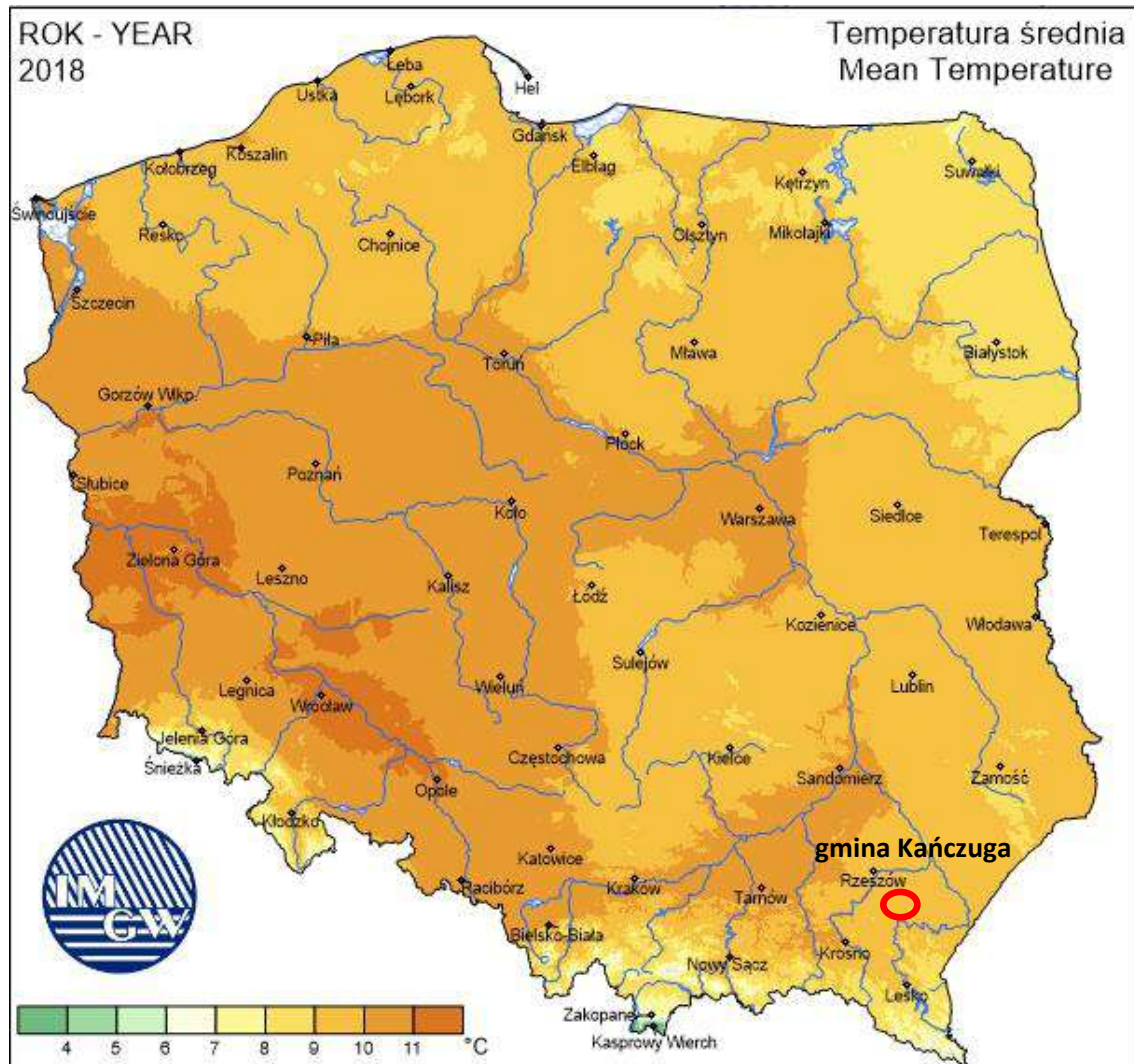 ROK - YEAR
2018
Temperatura średnia
Mean Temperature
Łeba
Hel
Ustka
Lębork
Gdańsk
Koszalin
Kołobrzeg
Elbląg
Suwałki
Kętrzyn
Świnoujście
Resko
Chojnice
Olsztyn
Mikołajki
Szczecin
Piła
Toruń
Mława
Białystok
Gorzów Wlkp.
Płock
Słubice
Poznań
Koło
Warszawa
Siedlce
Terespol
Zielona Góra
Leszno
Kalisz
Łódź
Kozienice
Włodawa
Sulejów
Legnica
Wrocław
Wieluń
Lublin
Jelenia Góra
Śnieżka
Częstochowa
Kielce
Sandomierz
Zamość
Opole
Kłodzko
Katowice
gmina Kańczuga
Racibórz
Kraków
Tarnów
Rzeszów
Bielsko-Biała
Nowy Sącz
Krosno
Lesko
Zakopane
Kasprowy Wierch
IM
GW
4 5 6 7 8 9 10 11 °C